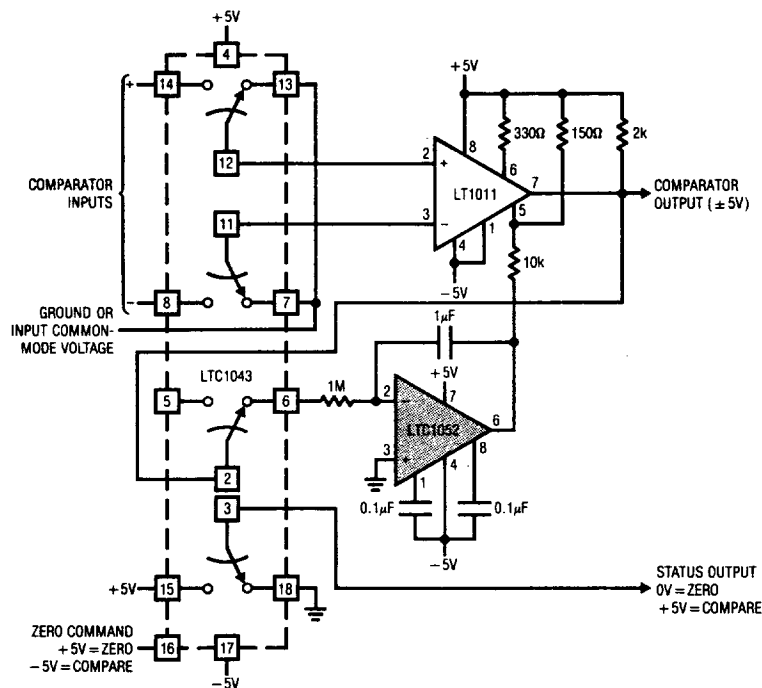 +5V
4
14
13
+
12
COMPARATOR
INPUTS
11
−
8
7
GROUND OR
INPUT COMMON-
MODE VOLTAGE
+5V
330Ω
150Ω
2k
8
6
2
+
LT1011
7
COMPARATOR
OUTPUT (±5V)
3
−
1
5
4
−5V
10k
1μF
LTC1043
5
6
1M
+5V
7
2
−
LTC1052
6
3
+
8
1
4
0.1μF
0.1μF
−5V
2
3
+5V
15
18
STATUS OUTPUT
0V = ZERO
+5V = COMPARE
ZERO COMMAND
+5V = ZERO
−5V = COMPARE
16
17
−5V